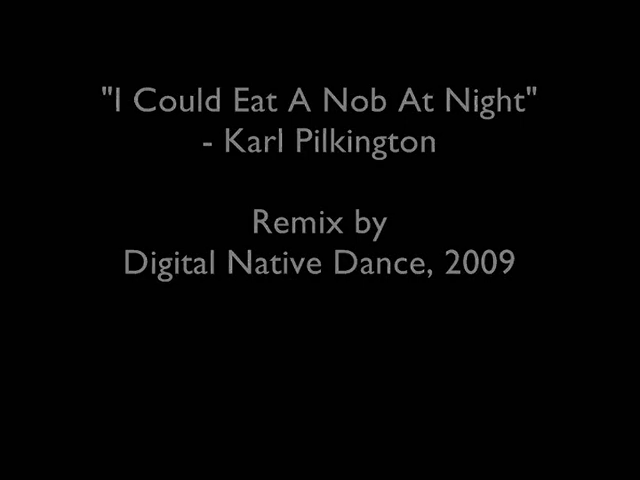 "I Could Eat A Nob At Night"
- Karl Pilkington
Remix by
Digital Native Dance, 2009